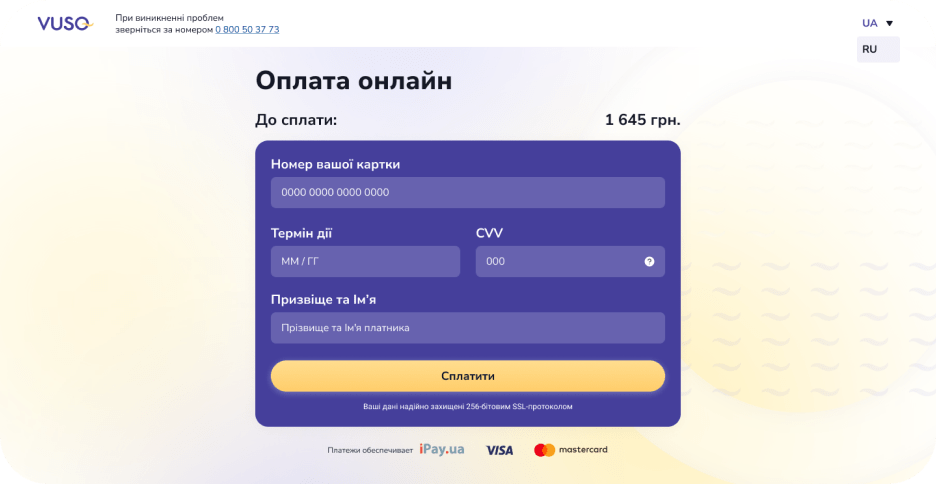 VUSO
При виникненні проблем
зверніться за номером 0 800 50 37 73
UA
RU
Оплата онлайн
До сплати: 1 645 грн.
Номер вашої картки
0000 0000 0000 0000
Термін дії CVV
ММ / ГГ 000 ?
Призвіще та Ім'я
Прізвище та Ім'я платника
Сплатити
Ваші дані надійно захищені 256-бітовим SSL-протоколом
Платежи обеспечивает iPay.ua VISA mastercard